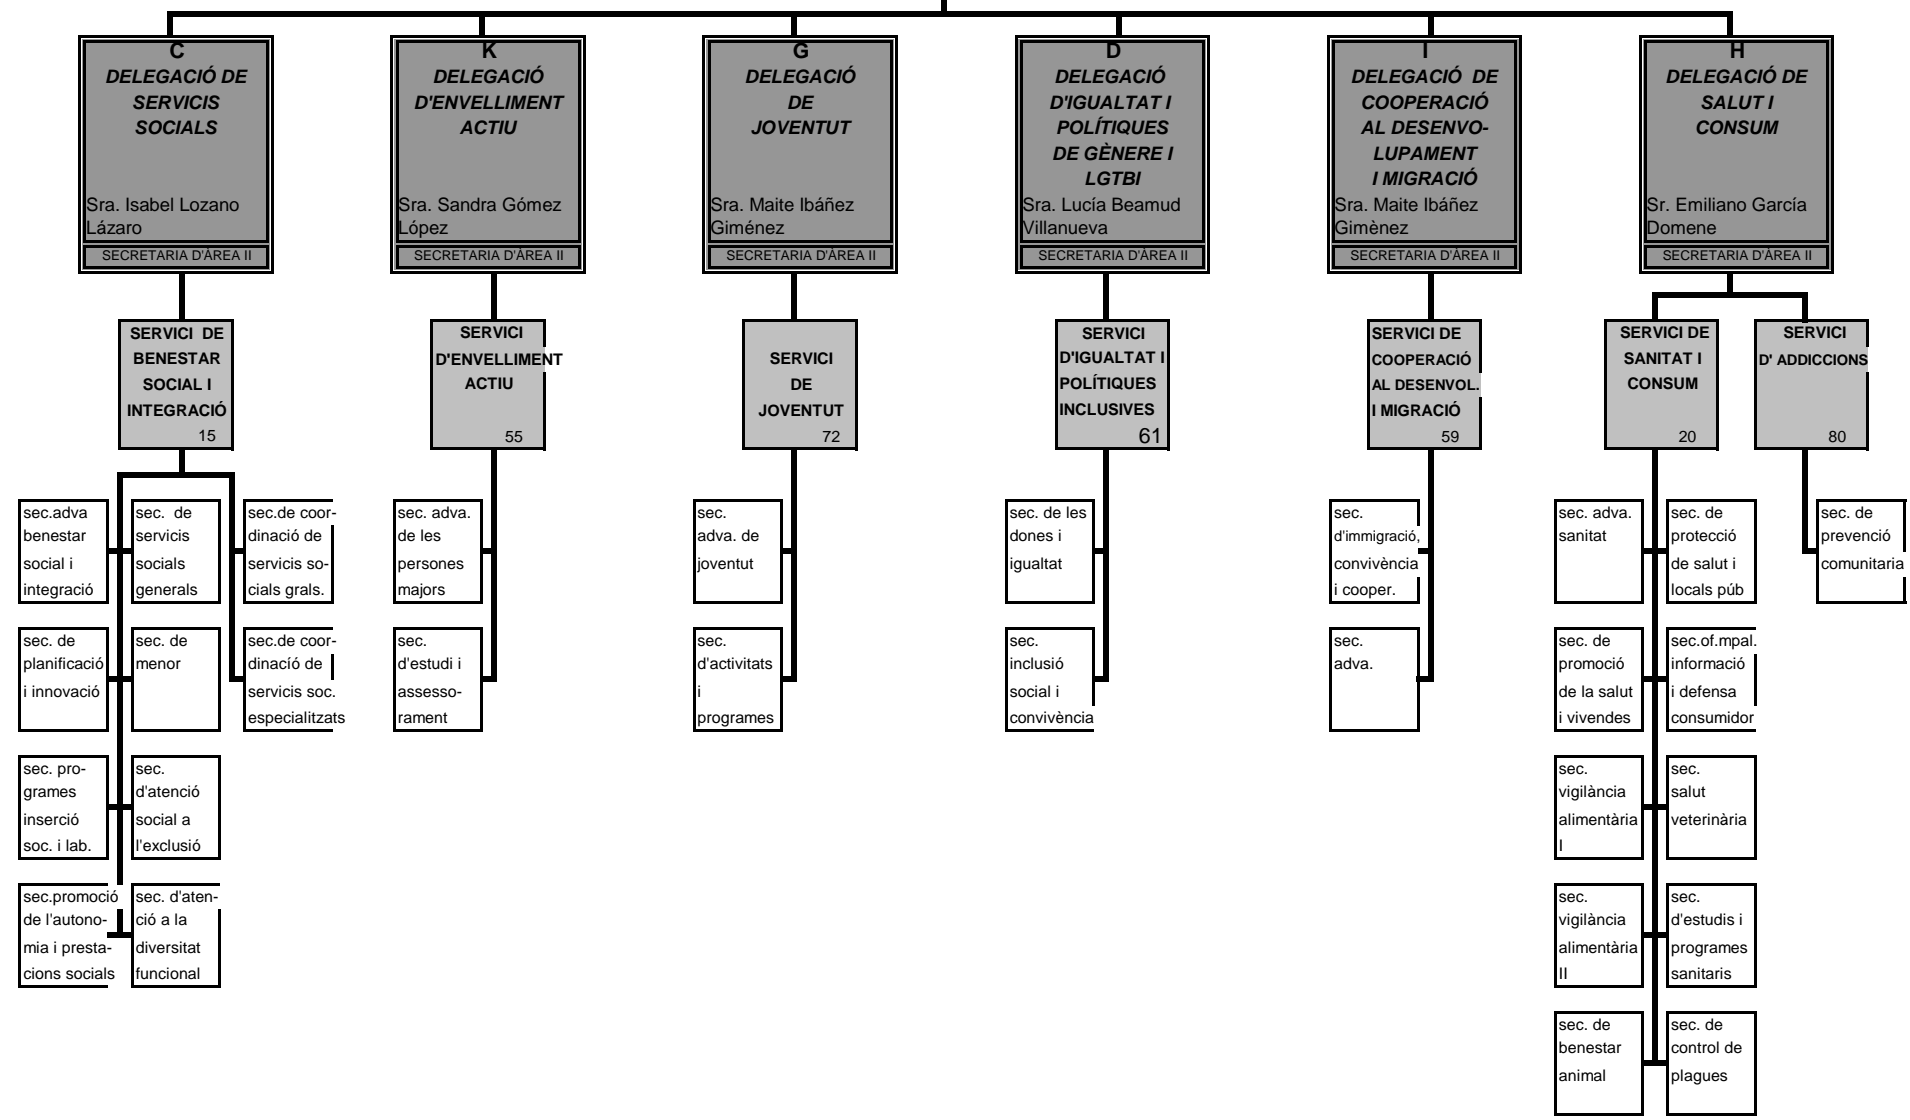 C
DELEGACIÓ DE
SERVICIS
SOCIALS
Sra. Isabel Lozano
Lázaro
SECRETARIA D'ÀREA II
K
DELEGACIÓ
D'ENVELLIMENT
ACTIU
Sra. Sandra Gómez
López
SECRETARIA D'ÀREA II
G
DELEGACIÓ
DE
JOVENTUT
Sra. Maite Ibáñez
Giménez
SECRETARIA D'ÀREA II
D
DELEGACIÓ
D'IGUALTAT I
POLÍTIQUES
DE GÈNERE I
LGTBI
Sra. Lucía Beamud
Villanueva
SECRETARIA D'ÀREA II
I
DELEGACIÓ DE
COOPERACIÓ
AL DESENVO-
LUPAMENT
I MIGRACIÓ
Sra. Maite Ibáñez
Gimènez
SECRETARIA D'ÀREA II
H
DELEGACIÓ DE
SALUT I
CONSUM
Sr. Emiliano García
Domene
SECRETARIA D'ÀREA II
SERVICI DE
BENESTAR
SOCIAL I
INTEGRACIÓ
15
SERVICI
D'ENVELLIMENT
ACTIU
55
SERVICI
DE
JOVENTUT
72
SERVICI
D'IGUALTAT I
POLÍTIQUES
INCLUSIVES
61
SERVICI DE
COOPERACIÓ
AL DESENVOL.
I MIGRACIÓ
59
SERVICI DE
SANITAT I
CONSUM
20
SERVICI
D' ADDICCIONS
80
sec.adva
benestar
social i
integració
sec. de
servicis
socials
generals
sec.de coor-
dinació de
servicis so-
cials grals.
sec. adva.
de les
persones
majors
sec.
adva. de
joventut
sec. de les
dones i
igualtat
sec.
d'immigració,
convivència
i cooper.
sec. adva.
sanitat
sec. de
protecció
de salut i
locals púb
sec. de
prevenció
comunitaria
sec. de
planificació
i innovació
sec. de
menor
sec.de coor-
dinacíó de
servicis soc.
especialitzats
sec.
d'estudi i
assesso-
rament
sec.
d'activitats
i
programes
sec.
inclusió
social i
convivència
sec.
adva.
sec. de
promoció
de la salut
i vivendes
sec.of.mpal.
informació
i defensa
consumidor
sec. pro-
grames
inserció
soc. i lab.
sec.
d'atenció
social a
l'exclusió
sec.
vigilància
alimentària
I
sec.
salut
veterinària
sec.promoció
de l'autono-
mia i presta-
cions socials
sec. d'aten-
ció a la
diversitat
funcional
sec.
vigilància
alimentària
II
sec.
d'estudis i
programes
sanitaris
sec. de
benestar
animal
sec. de
control de
plagues